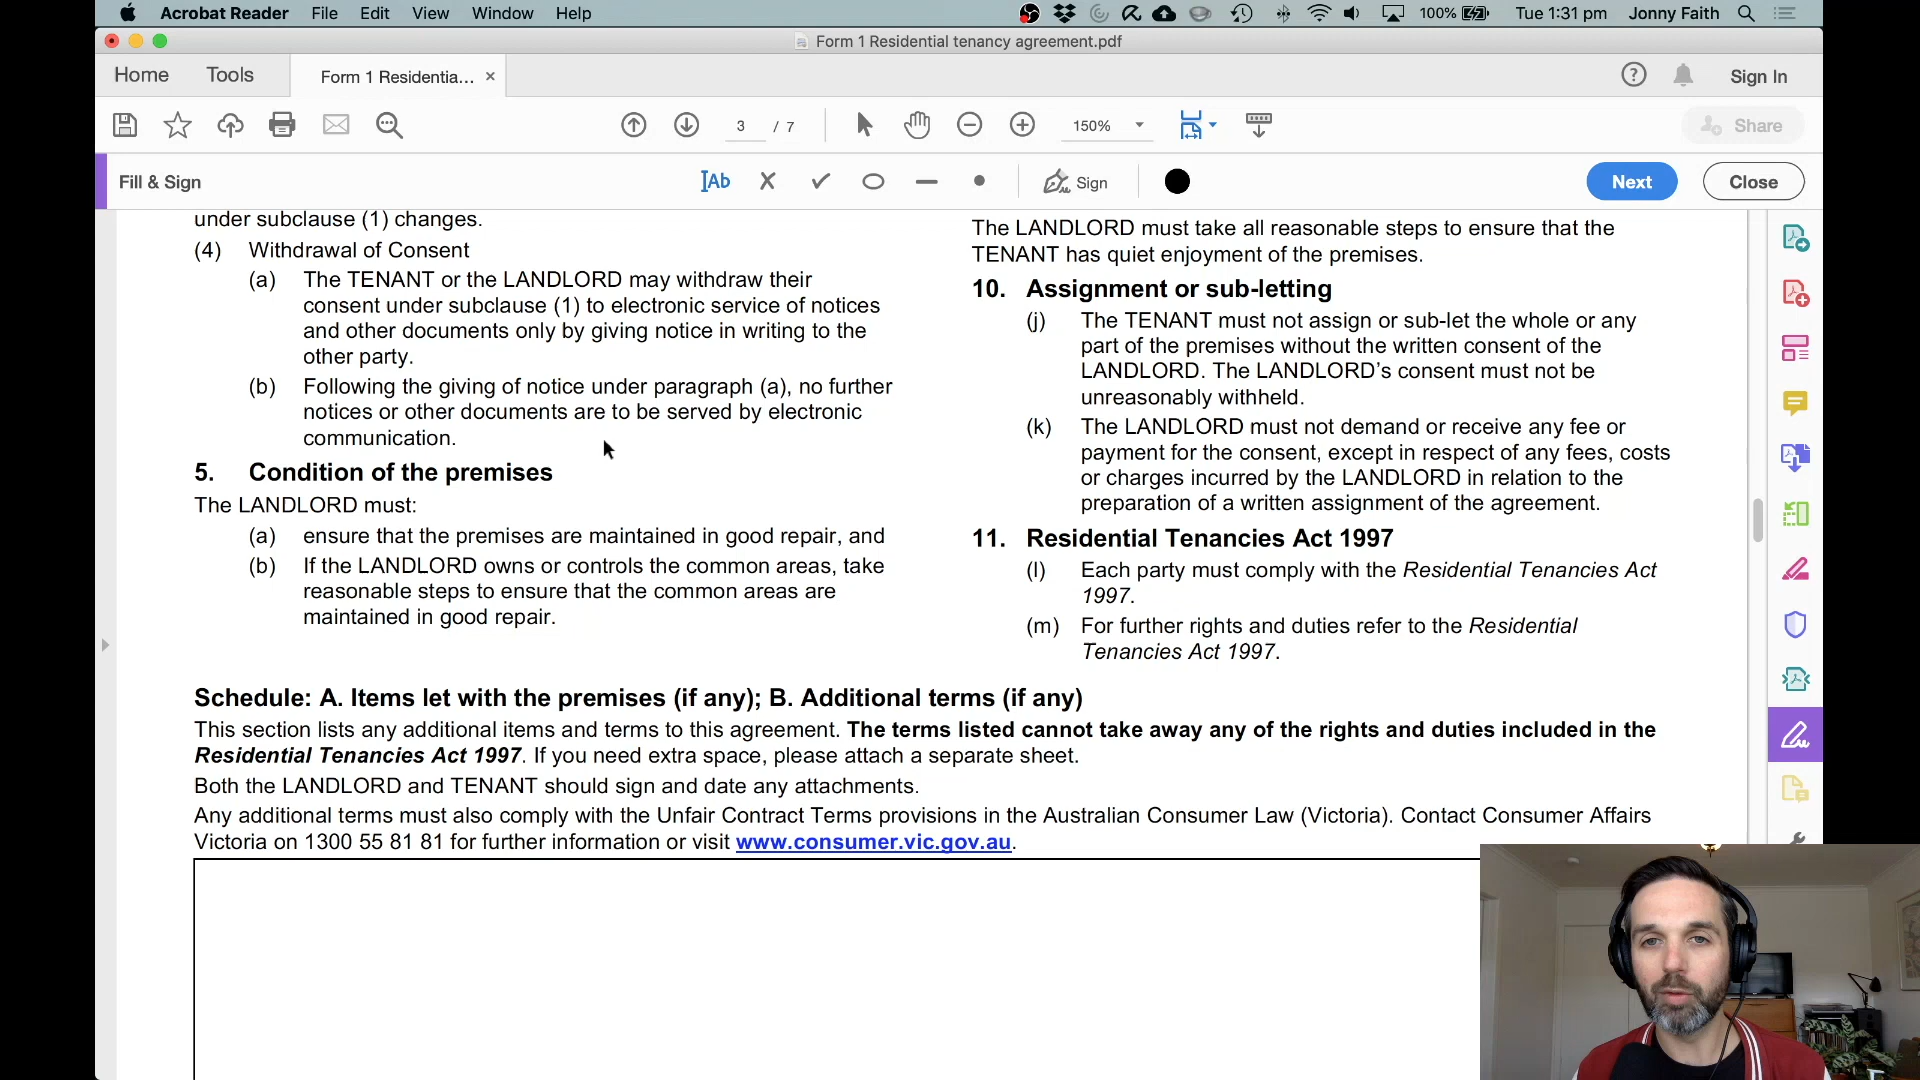 Acrobat Reader File Edit View Window Help 100% Tue 1:31 pm Jonny Faith
Form 1 Residential tenancy agreement.pdf
Home Tools Form 1 Residentia... × ? Sign In
3 / 7 150% Share
Fill & Sign Ab Sign Next Close
under subclause (1) changes.
(4) Withdrawal of Consent
(a) The TENANT or the LANDLORD may withdraw their
consent under subclause (1) to electronic service of notices
and other documents only by giving notice in writing to the
other party.
(b) Following the giving of notice under paragraph (a), no further
notices or other documents are to be served by electronic
communication.
5. Condition of the premises
The LANDLORD must:
(a) ensure that the premises are maintained in good repair, and
(b) If the LANDLORD owns or controls the common areas, take
reasonable steps to ensure that the common areas are
maintained in good repair.
The LANDLORD must take all reasonable steps to ensure that the
TENANT has quiet enjoyment of the premises.
10. Assignment or sub-letting
(j) The TENANT must not assign or sub-let the whole or any
part of the premises without the written consent of the
LANDLORD. The LANDLORD's consent must not be
unreasonably withheld.
(k) The LANDLORD must not demand or receive any fee or
payment for the consent, except in respect of any fees, costs
or charges incurred by the LANDLORD in relation to the
preparation of a written assignment of the agreement.
11. Residential Tenancies Act 1997
(l) Each party must comply with the Residential Tenancies Act
1997.
(m) For further rights and duties refer to the Residential
Tenancies Act 1997.
Schedule: A. Items let with the premises (if any); B. Additional terms (if any)
This section lists any additional items and terms to this agreement. The terms listed cannot take away any of the rights and duties included in the
Residential Tenancies Act 1997. If you need extra space, please attach a separate sheet.
Both the LANDLORD and TENANT should sign and date any attachments.
Any additional terms must also comply with the Unfair Contract Terms provisions in the Australian Consumer Law (Victoria). Contact Consumer Affairs
Victoria on 1300 55 81 81 for further information or visit www.consumer.vic.gov.au.